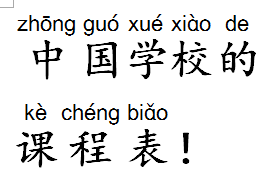 zhōng guó xué xiào de
中国学校的
kè chéng biǎo
课程表！